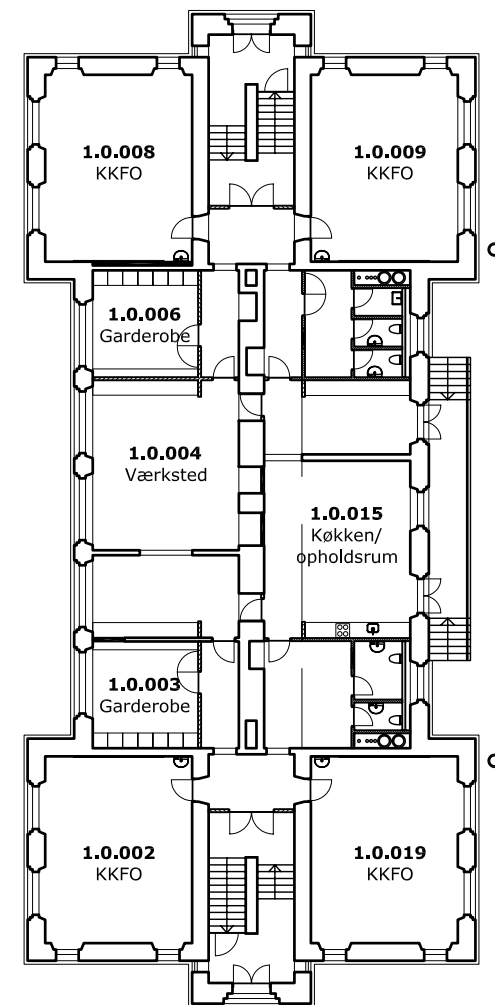 1.0.008
KKFO
1.0.009
KKFO
1.0.006
Garderobe
1.0.004
Værksted
1.0.015
Køkken/
opholdsrum
1.0.003
Garderobe
1.0.002
KKFO
1.0.019
KKFO